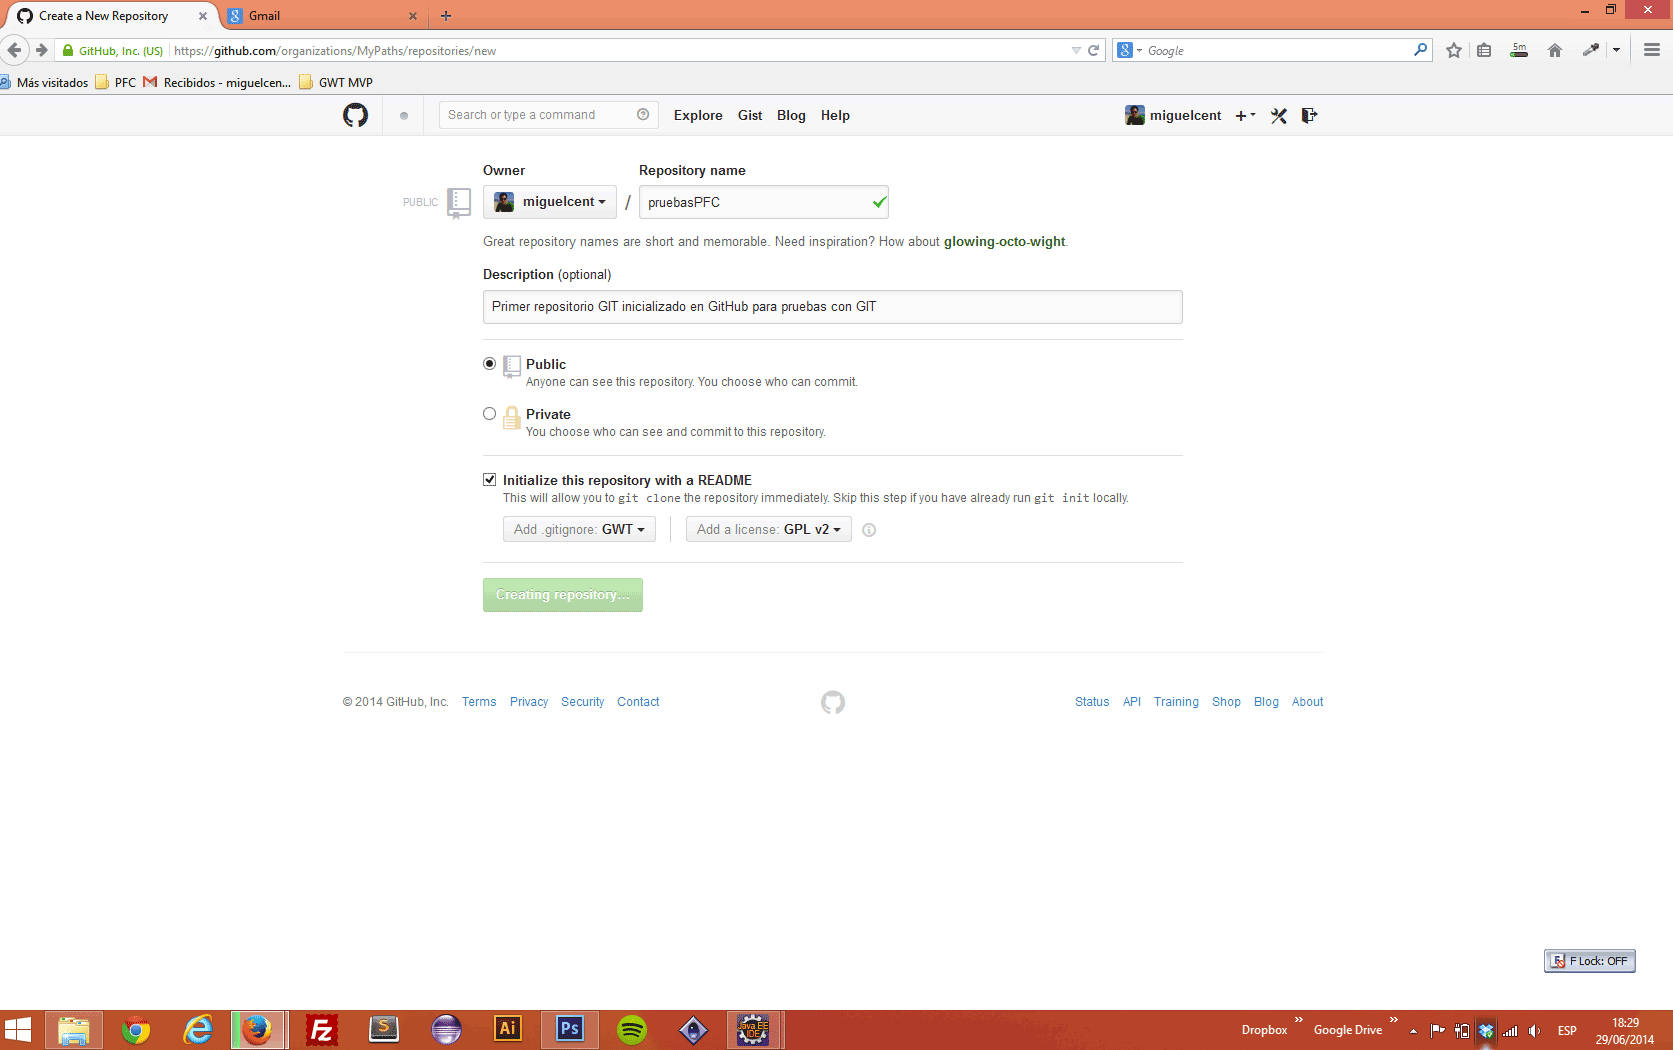 Create a New Repository
Gmail
GitHub, Inc. (US)
https://github.com/organizations/MyPaths/repositories/new
Google
5m
Más visitados
PFC
Recibidos - miguelcen...
GWT MVP
Search or type a command
Explore
Gist
Blog
Help
miguelcent
Owner
Repository name
PUBLIC
miguelcent
/
pruebasPFC
Great repository names are short and memorable. Need inspiration? How about glowing-octo-wight.
Description (optional)
Primer repositorio GIT inicializado en GitHub para pruebas con GIT
Public
Anyone can see this repository. You choose who can commit.
Private
You choose who can see and commit to this repository.
Initialize this repository with a README
This will allow you to git clone the repository immediately. Skip this step if you have already run git init locally.
Add .gitignore: GWT
Add a license: GPL v2
Creating repository...
© 2014 GitHub, Inc.
Terms
Privacy
Security
Contact
Status
API
Training
Shop
Blog
About
F Lock: OFF
Fz
S
Ai
Ps
Java EE
IDE
Dropbox
Google Drive
ESP
18:29
29/06/2014